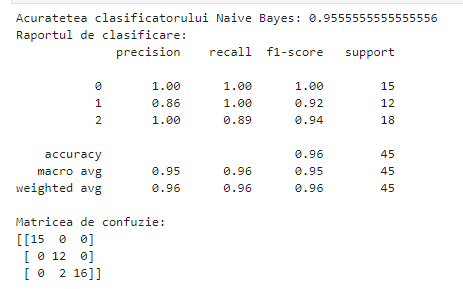 Acuratetea clasificatorului Naive Bayes: 0.9555555555555556
Raportul de clasificare:
              precision    recall  f1-score   support

           0       1.00      1.00      1.00        15
           1       0.86      1.00      0.92        12
           2       1.00      0.89      0.94        18

    accuracy                           0.96        45
   macro avg       0.95      0.96      0.95        45
weighted avg       0.96      0.96      0.96        45

Matricea de confuzie:
[[15  0  0]
 [ 0 12  0]
 [ 0  2 16]]